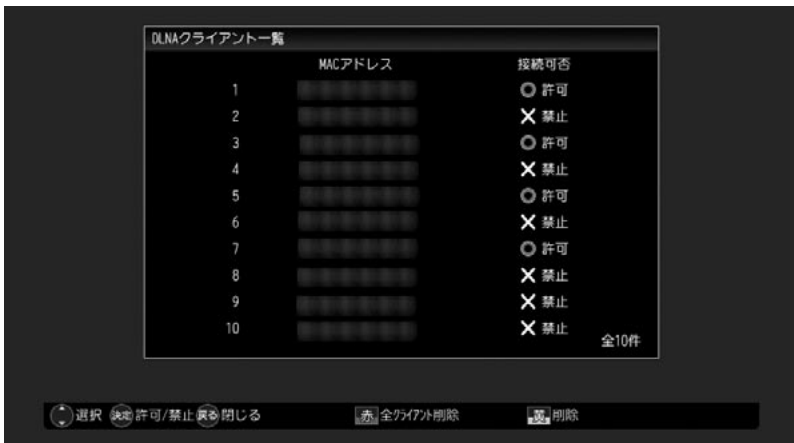 DLNAクライアント一覧
MACアドレス 接続可否
1 許可
2 禁止
3 許可
4 禁止
5 許可
6 禁止
7 許可
8 禁止
9 禁止
10 禁止
全10件
選択 決定 許可/禁止 戻る 閉じる 赤 全クライアント削除 黄 削除